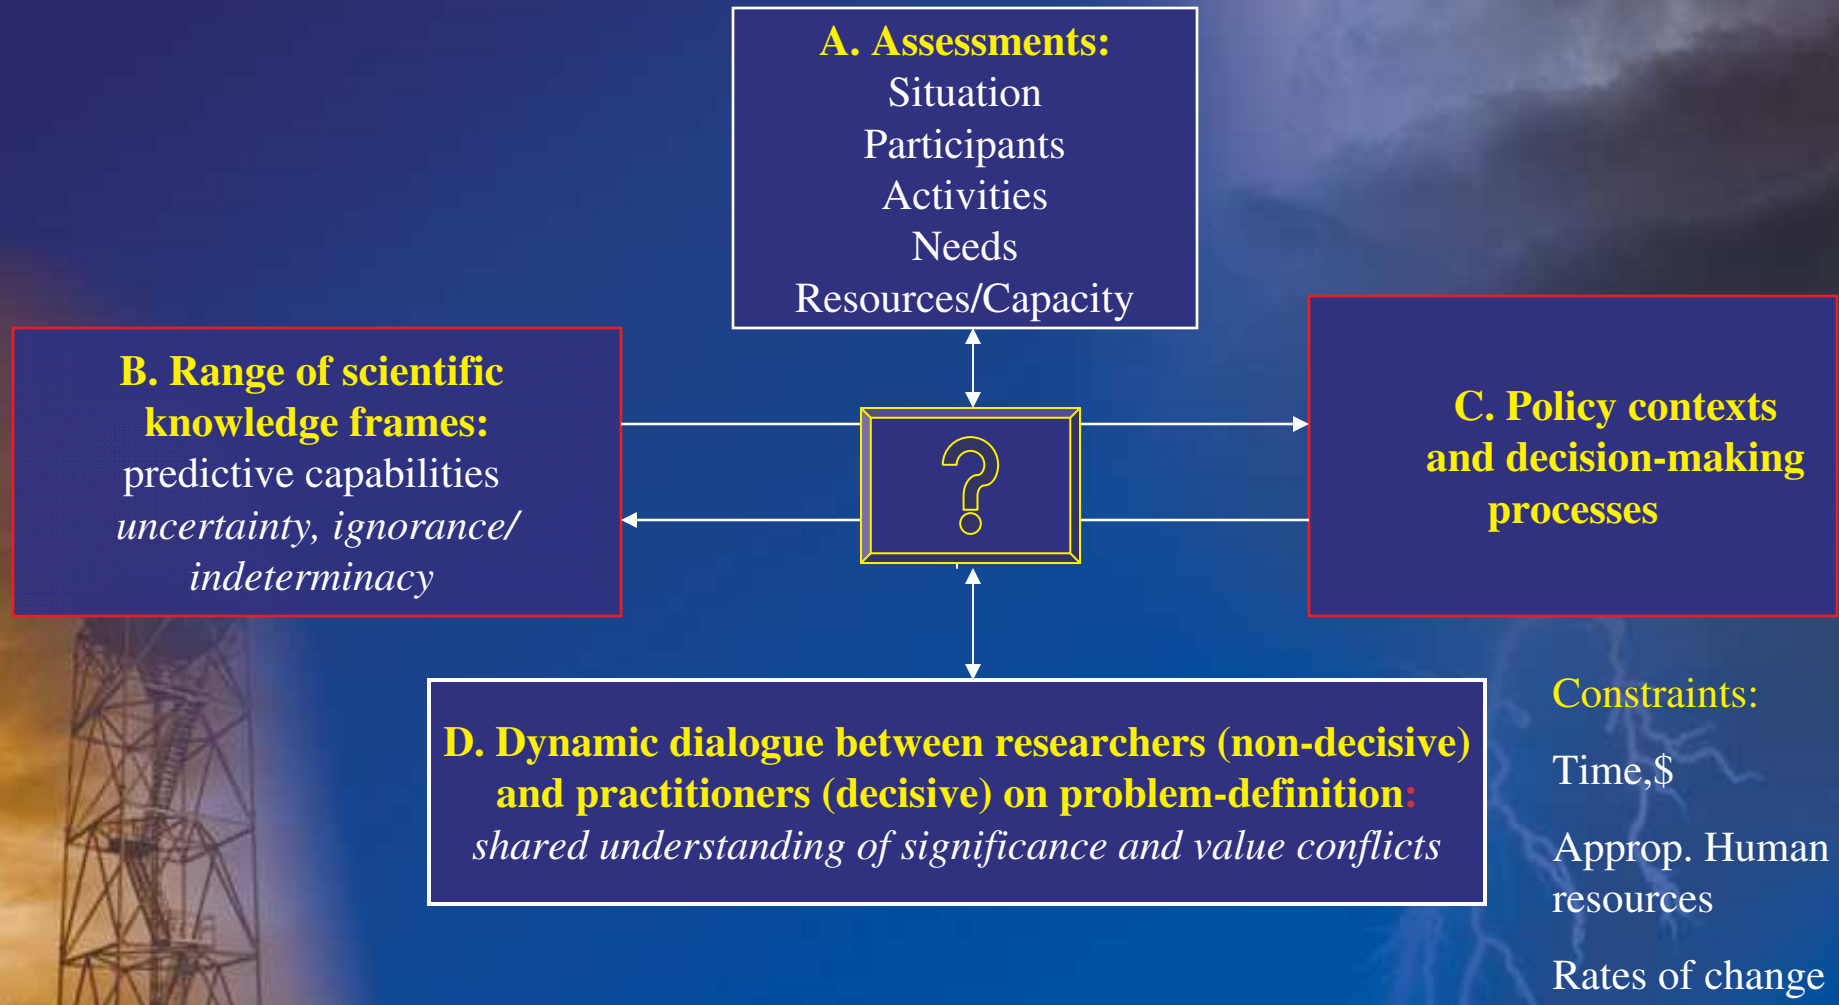 A. Assessments:
Situation
Participants
Activities
Needs
Resources/Capacity
B. Range of scientific
knowledge frames:
predictive capabilities
uncertainty, ignorance/
indeterminacy
?
C. Policy contexts
and decision-making
processes
D. Dynamic dialogue between researchers (non-decisive)
and practitioners (decisive) on problem-definition:
shared understanding of significance and value conflicts
Constraints:
Time,$
Approp. Human
resources
Rates of change